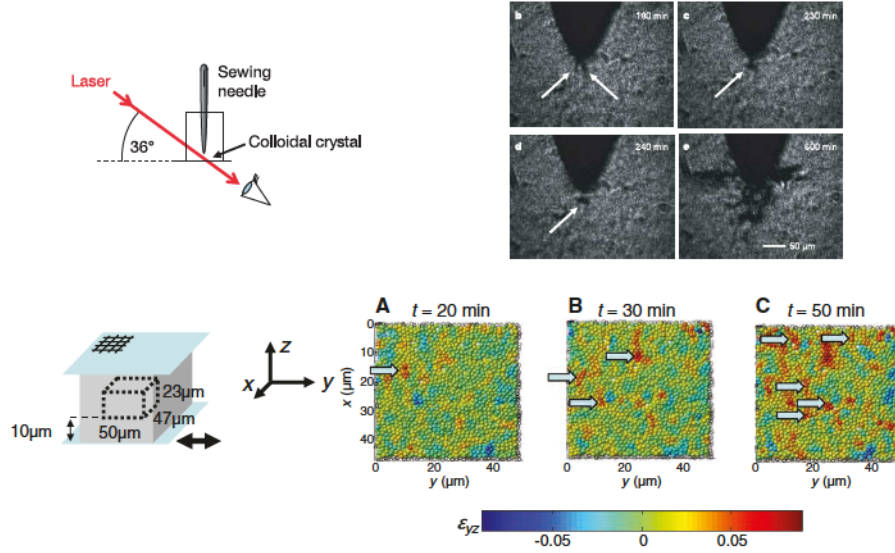 Laser
Sewing
needle
36°
Colloidal crystal
b 190 min
c 230 min
d 240 min
e 600 min
50 µm
z
x
y
23µm
47µm
50µm
10µm
A t = 20 min
B t = 30 min
C t = 50 min
x (µm)
0
10
20
30
40
0 20 40
y (µm)
0 20 40
y (µm)
0 20 40
y (µm)
εyz
-0.05 0 0.05